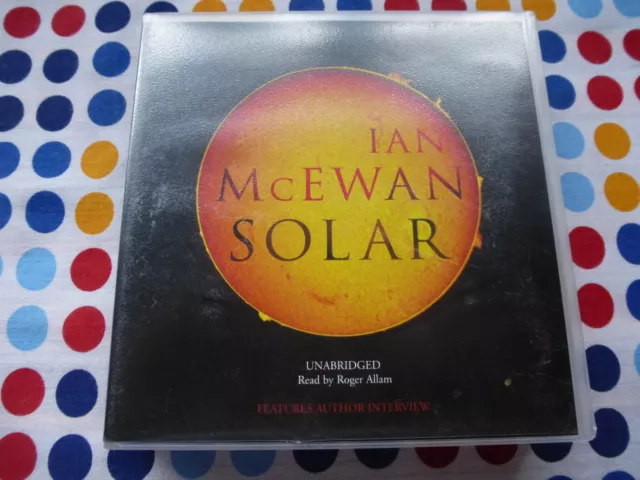 IAN
McEWAN
SOLAR
UNABRIDGED
Read by Roger Allam
FEATURES AUTHOR INTERVIEW